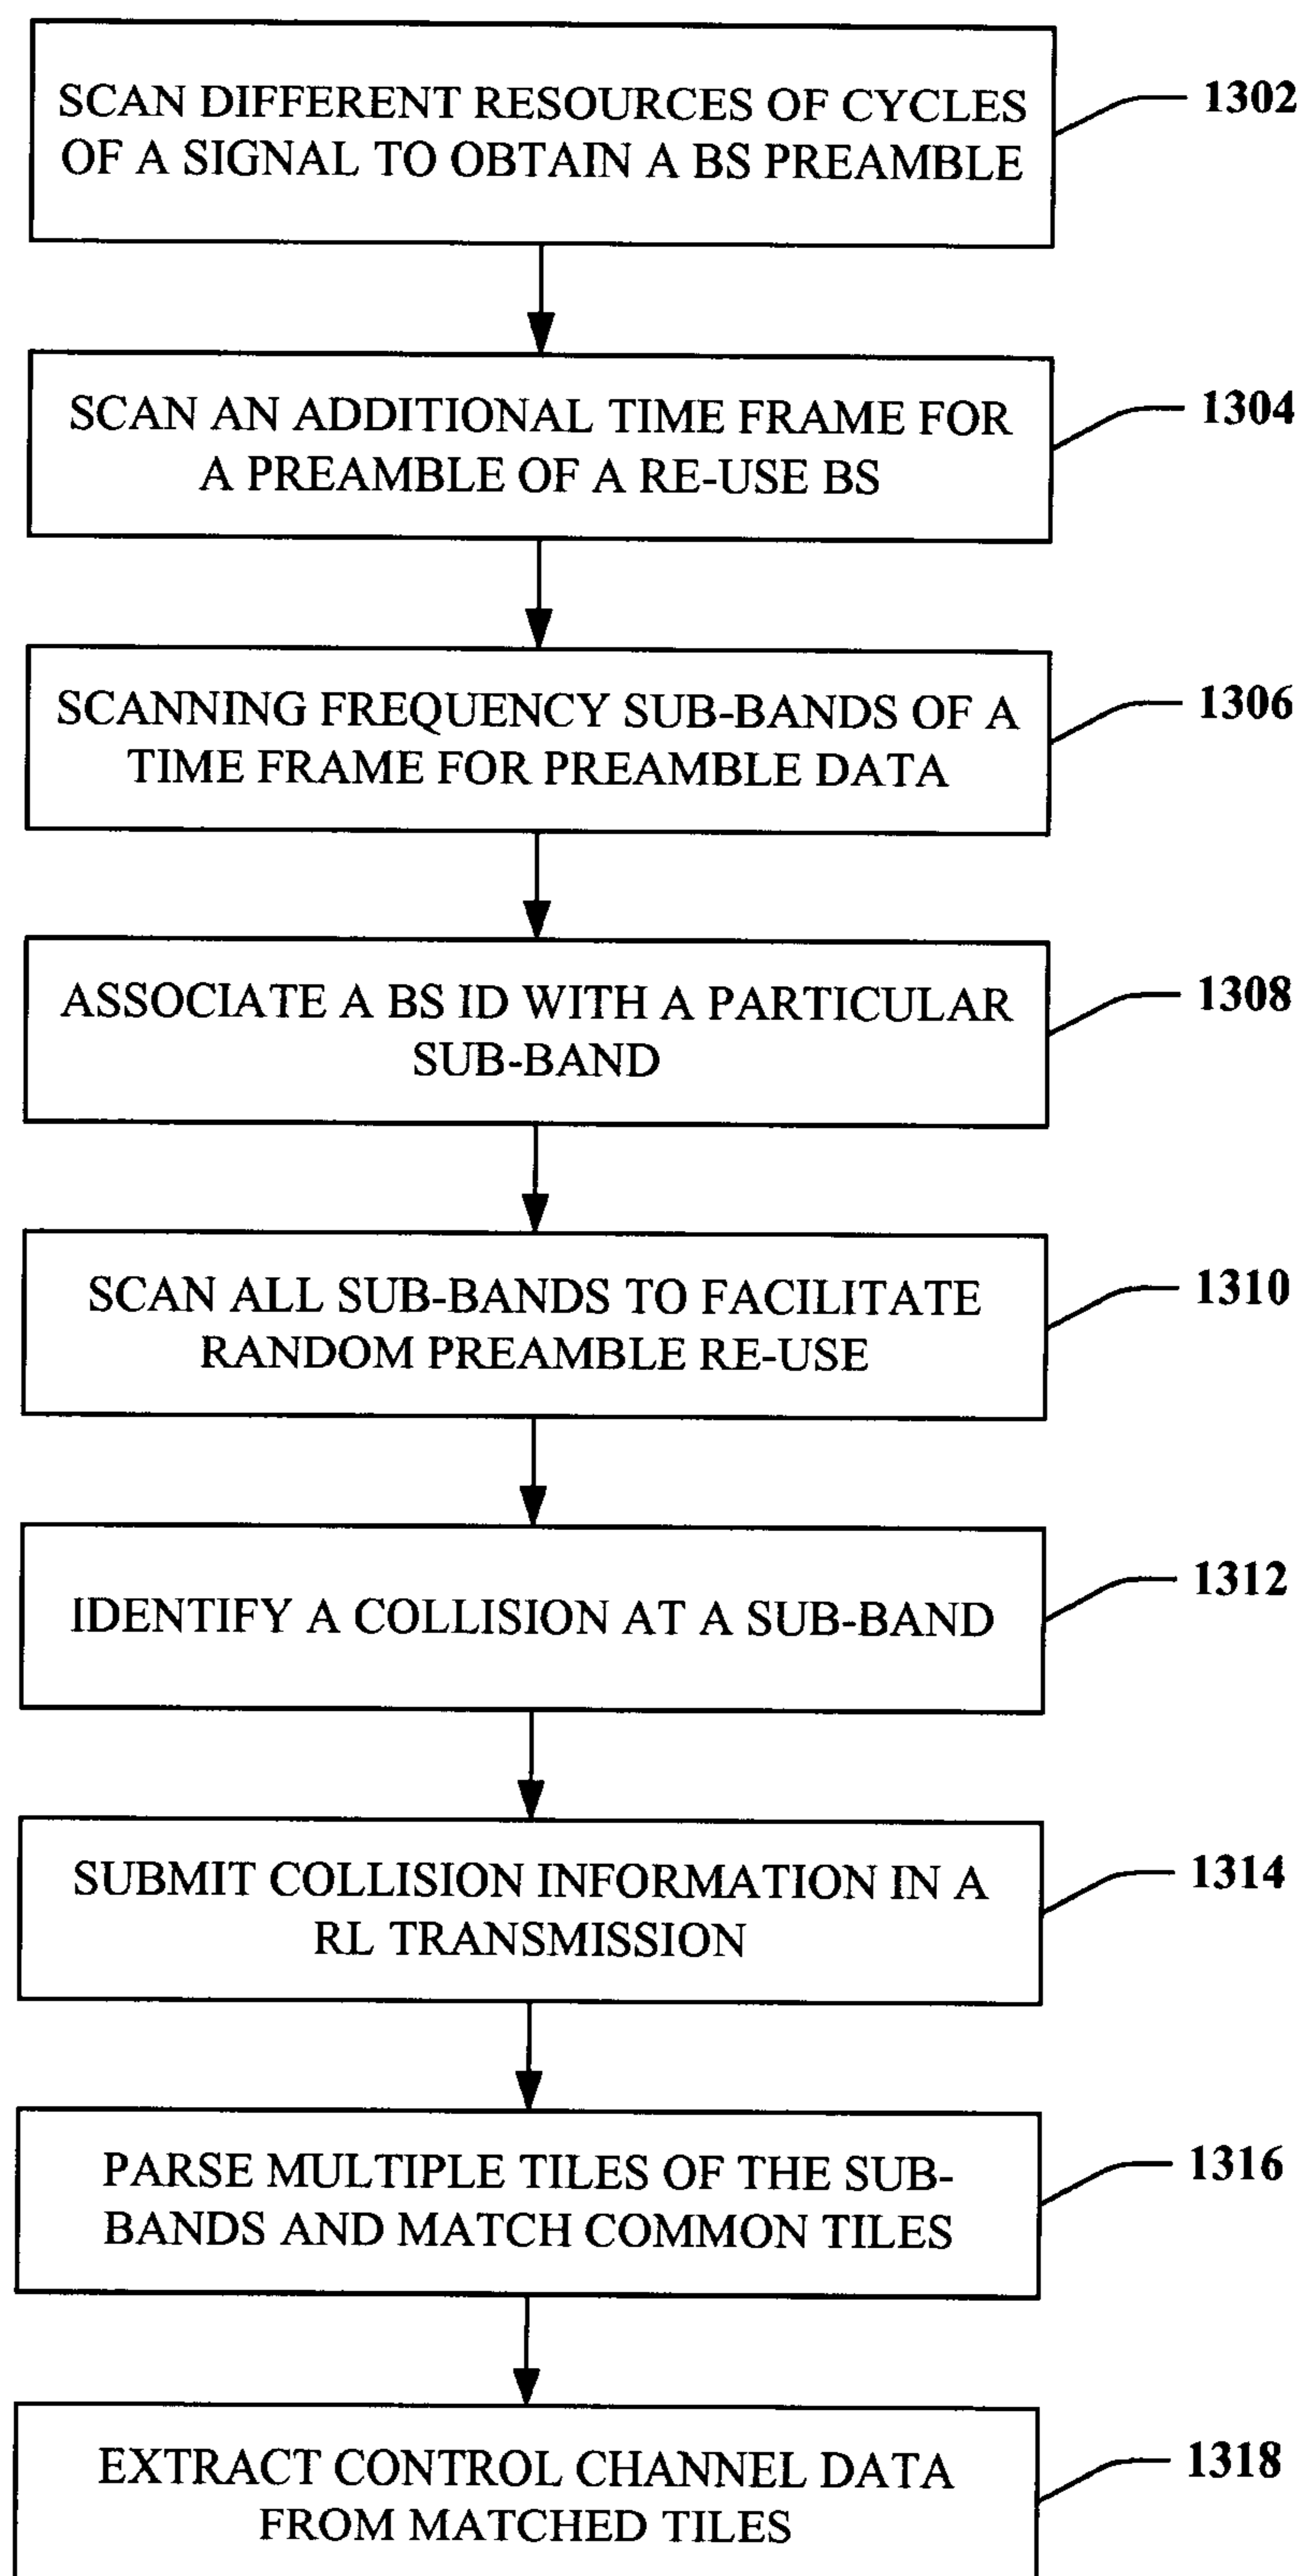 SCAN DIFFERENT RESOURCES OF CYCLES
OF A SIGNAL TO OBTAIN A BS PREAMBLE
1302
SCAN AN ADDITIONAL TIME FRAME FOR
A PREAMBLE OF A RE-USE BS
1304
SCANNING FREQUENCY SUB-BANDS OF A
TIME FRAME FOR PREAMBLE DATA
1306
ASSOCIATE A BS ID WITH A PARTICULAR
SUB-BAND
1308
SCAN ALL SUB-BANDS TO FACILITATE
RANDOM PREAMBLE RE-USE
1310
IDENTIFY A COLLISION AT A SUB-BAND
1312
SUBMIT COLLISION INFORMATION IN A
RL TRANSMISSION
1314
PARSE MULTIPLE TILES OF THE SUB-
BANDS AND MATCH COMMON TILES
1316
EXTRACT CONTROL CHANNEL DATA
FROM MATCHED TILES
1318